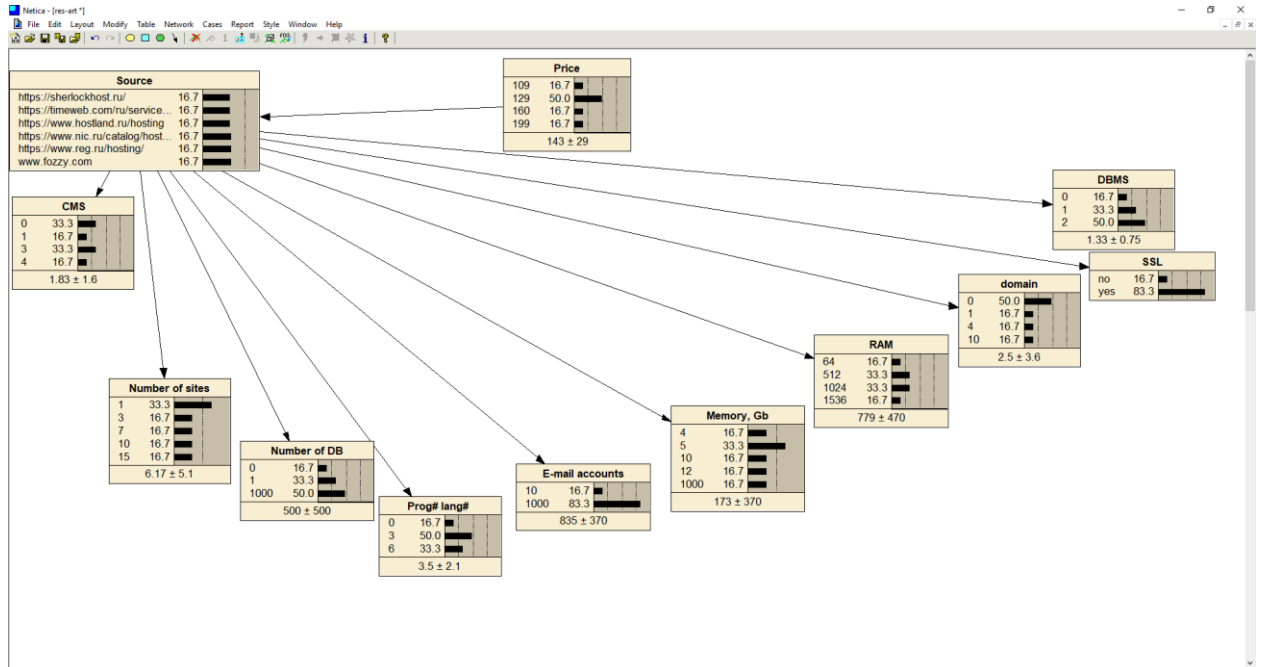 Netica - [res-art *]
File Edit Layout Modify Table Network Cases Report Style Window Help
Source
https://sherlockhost.ru/ 16.7
https://timeweb.com/ru/service... 16.7
https://www.hostland.ru/hosting 16.7
https://www.nic.ru/catalog/host... 16.7
https://www.reg.ru/hosting/ 16.7
www.fozzy.com 16.7
Price
109 16.7
129 50.0
160 16.7
199 16.7
143 ± 29
DBMS
0 16.7
1 33.3
2 50.0
1.33 ± 0.75
CMS
0 33.3
1 16.7
3 33.3
4 16.7
1.83 ± 1.6
SSL
no 16.7
yes 83.3
domain
0 50.0
1 16.7
4 16.7
10 16.7
2.5 ± 3.6
RAM
64 16.7
512 33.3
1024 33.3
1536 16.7
779 ± 470
Number of sites
1 33.3
3 16.7
7 16.7
10 16.7
15 16.7
6.17 ± 5.1
Memory, Gb
4 16.7
5 33.3
10 16.7
12 16.7
1000 16.7
173 ± 370
Number of DB
0 16.7
1 33.3
1000 50.0
500 ± 500
E-mail accounts
10 16.7
1000 83.3
835 ± 370
Prog# lang#
0 16.7
3 50.0
6 33.3
3.5 ± 2.1